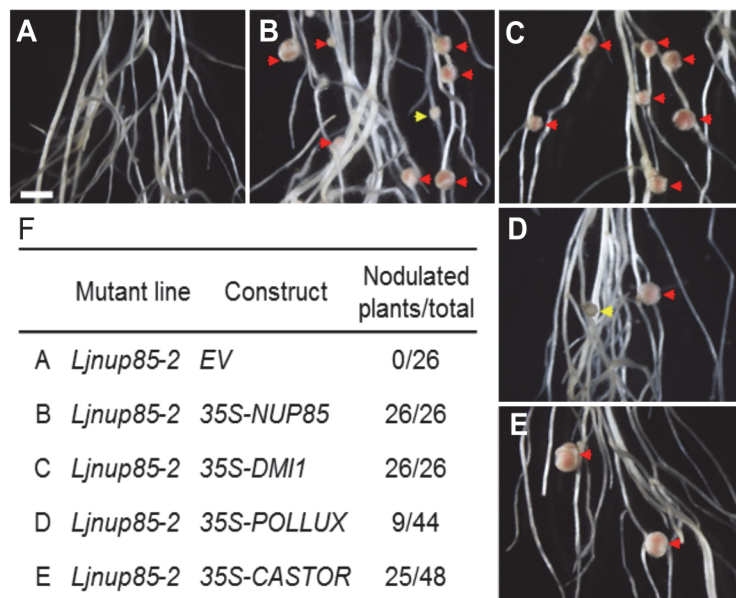 A
B
C
D
E
F
Mutant line Construct Nodulated plants/total
A Ljnup85-2 EV 0/26
B Ljnup85-2 35S-NUP85 26/26
C Ljnup85-2 35S-DMI1 26/26
D Ljnup85-2 35S-POLLUX 9/44
E Ljnup85-2 35S-CASTOR 25/48